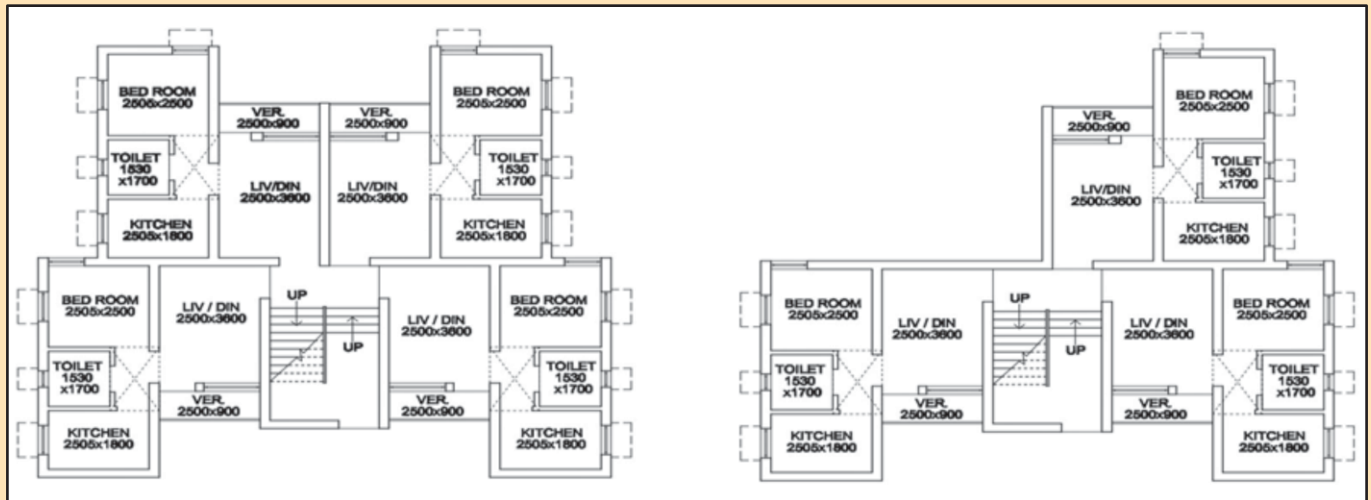 BED ROOM
2505x2500
VER.
2500x900
VER.
2500x900
BED ROOM
2505x2500
TOILET
1530
x1700
LIV/DIN
2500x3600
LIV/DIN
2500x3600
TOILET
1530
x1700
KITCHEN
2505x1800
KITCHEN
2505x1800
BED ROOM
2505x2500
LIV / DIN
2500x3600
UP
UP
LIV / DIN
2500x3600
BED ROOM
2505x2500
TOILET
1530
x1700
VER.
2500x900
VER.
2500x900
TOILET
1530
x1700
KITCHEN
2505x1800
KITCHEN
2505x1800
BED ROOM
2505x2500
VER.
2500x900
TOILET
1530
x1700
LIV/DIN
2500x3600
KITCHEN
2505x1800
BED ROOM
2505x2500
LIV / DIN
2500x3600
UP
UP
LIV / DIN
2500x3600
BED ROOM
2505x2500
TOILET
1530
x1700
VER.
2500x900
VER.
2500x900
TOILET
1530
x1700
KITCHEN
2505x1800
KITCHEN
2505x1800